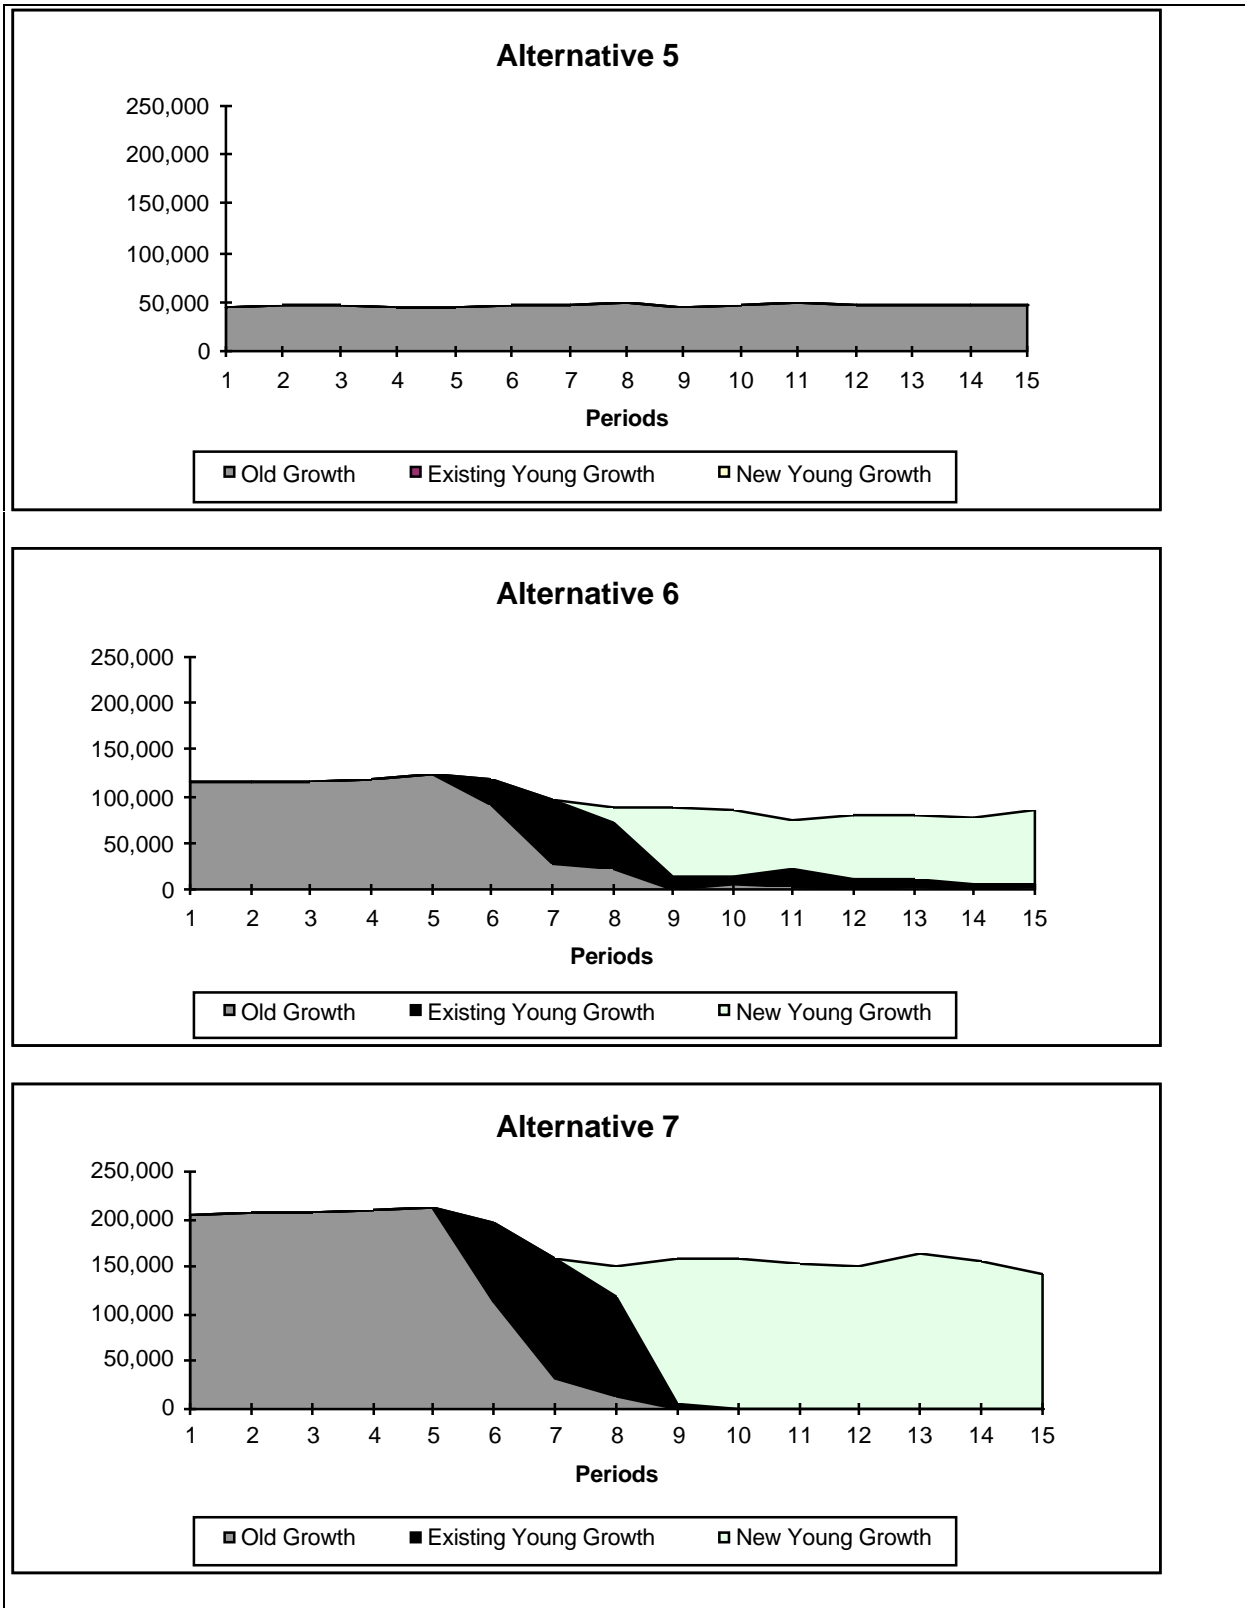 Alternative 5
250,000
200,000
150,000
100,000
50,000
0
1 2 3 4 5 6 7 8 9 10 11 12 13 14 15
Periods
Old Growth Existing Young Growth New Young Growth
Alternative 6
250,000
200,000
150,000
100,000
50,000
0
1 2 3 4 5 6 7 8 9 10 11 12 13 14 15
Periods
Old Growth Existing Young Growth New Young Growth
Alternative 7
250,000
200,000
150,000
100,000
50,000
0
1 2 3 4 5 6 7 8 9 10 11 12 13 14 15
Periods
Old Growth Existing Young Growth New Young Growth